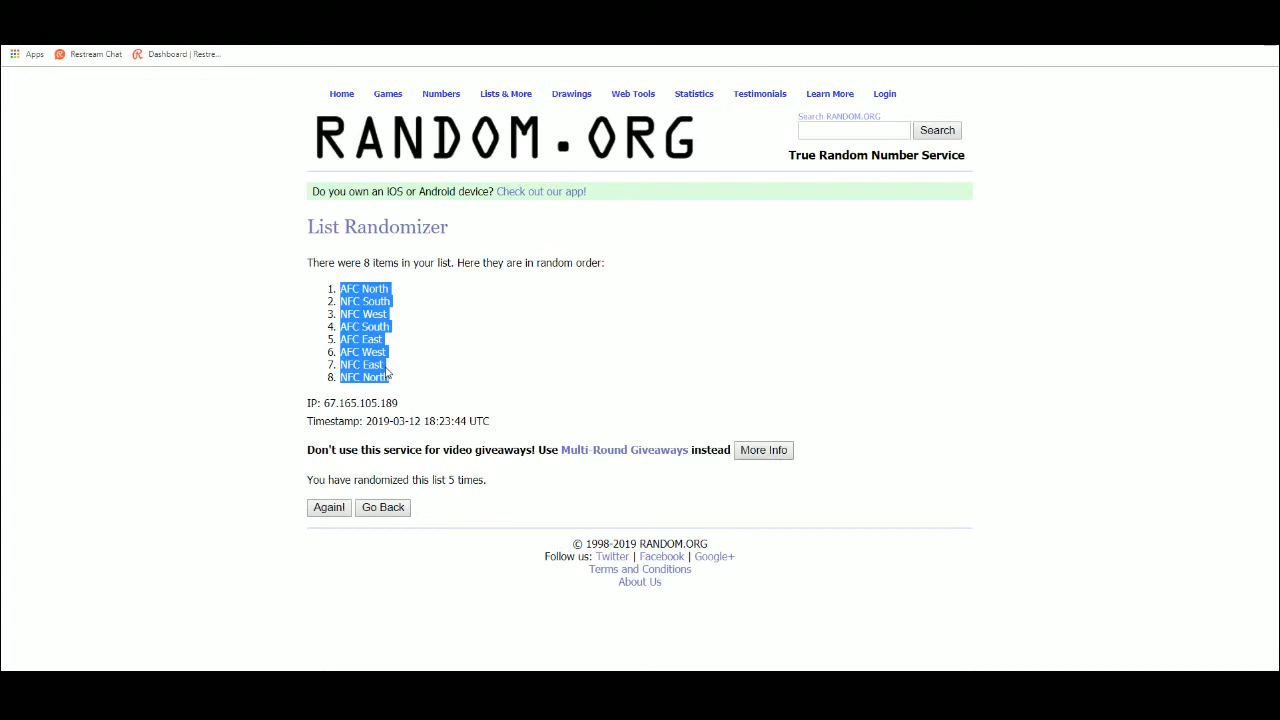 Apps Restream Chat Dashboard | Restre...
Home Games Numbers Lists & More Drawings Web Tools Statistics Testimonials Learn More Login
RANDOM.ORG
Search RANDOM.ORG
Search
True Random Number Service
Do you own an iOS or Android device? Check out our app!
List Randomizer
There were 8 items in your list. Here they are in random order:
1. AFC North
2. NFC South
3. NFC West
4. AFC South
5. AFC East
6. AFC West
7. NFC East
8. NFC North
IP: 67.165.105.189
Timestamp: 2019-03-12 18:23:44 UTC
Don't use this service for video giveaways! Use Multi-Round Giveaways instead More Info
You have randomized this list 5 times.
Again! Go Back
© 1998-2019 RANDOM.ORG
Follow us: Twitter | Facebook | Google+
Terms and Conditions
About Us